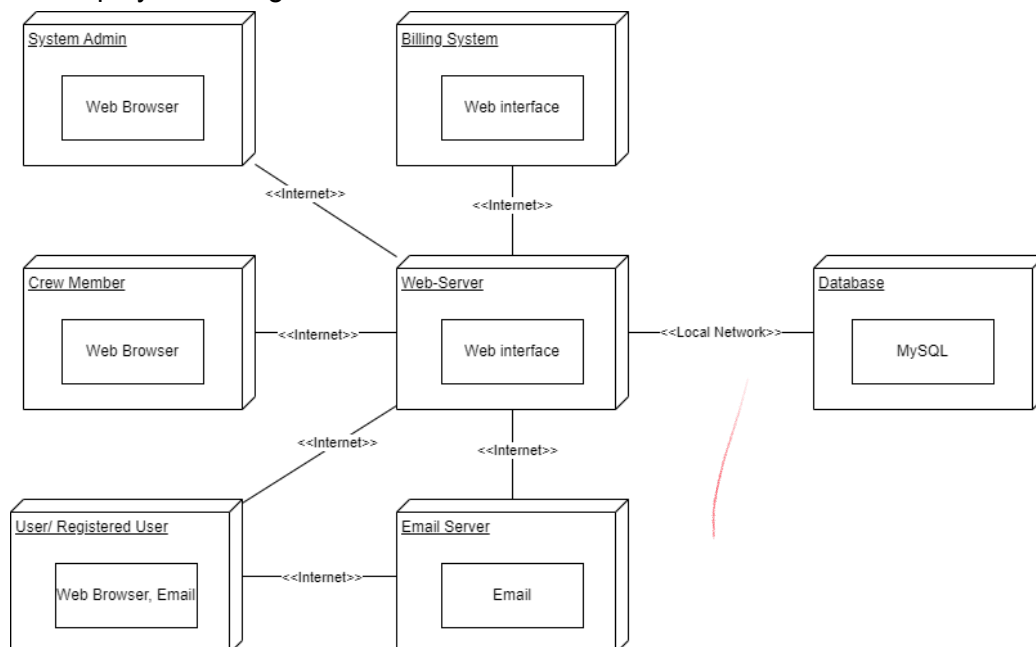 System Admin
Web Browser
Billing System
Web interface
<<Internet>>
<<Internet>>
Crew Member
Web Browser
<<Internet>>
Web-Server
Web interface
<<Local Network>>
Database
MySQL
<<Internet>>
<<Internet>>
User/ Registered User
Web Browser, Email
<<Internet>>
Email Server
Email